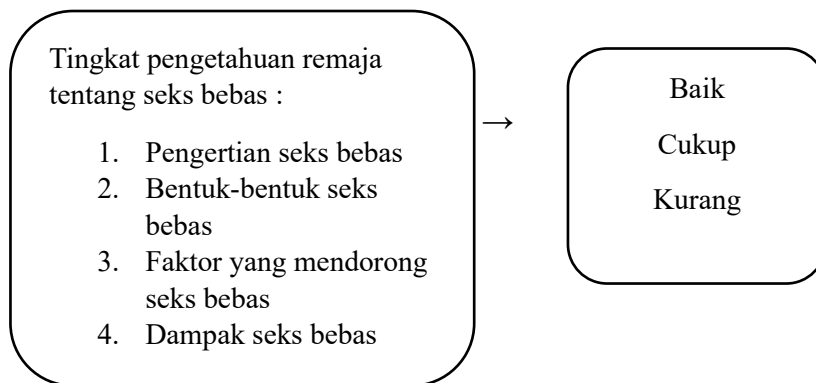 Tingkat pengetahuan remaja
tentang seks bebas :
1. Pengertian seks bebas
2. Bentuk-bentuk seks
bebas
3. Faktor yang mendorong
seks bebas
4. Dampak seks bebas
→
Baik
Cukup
Kurang